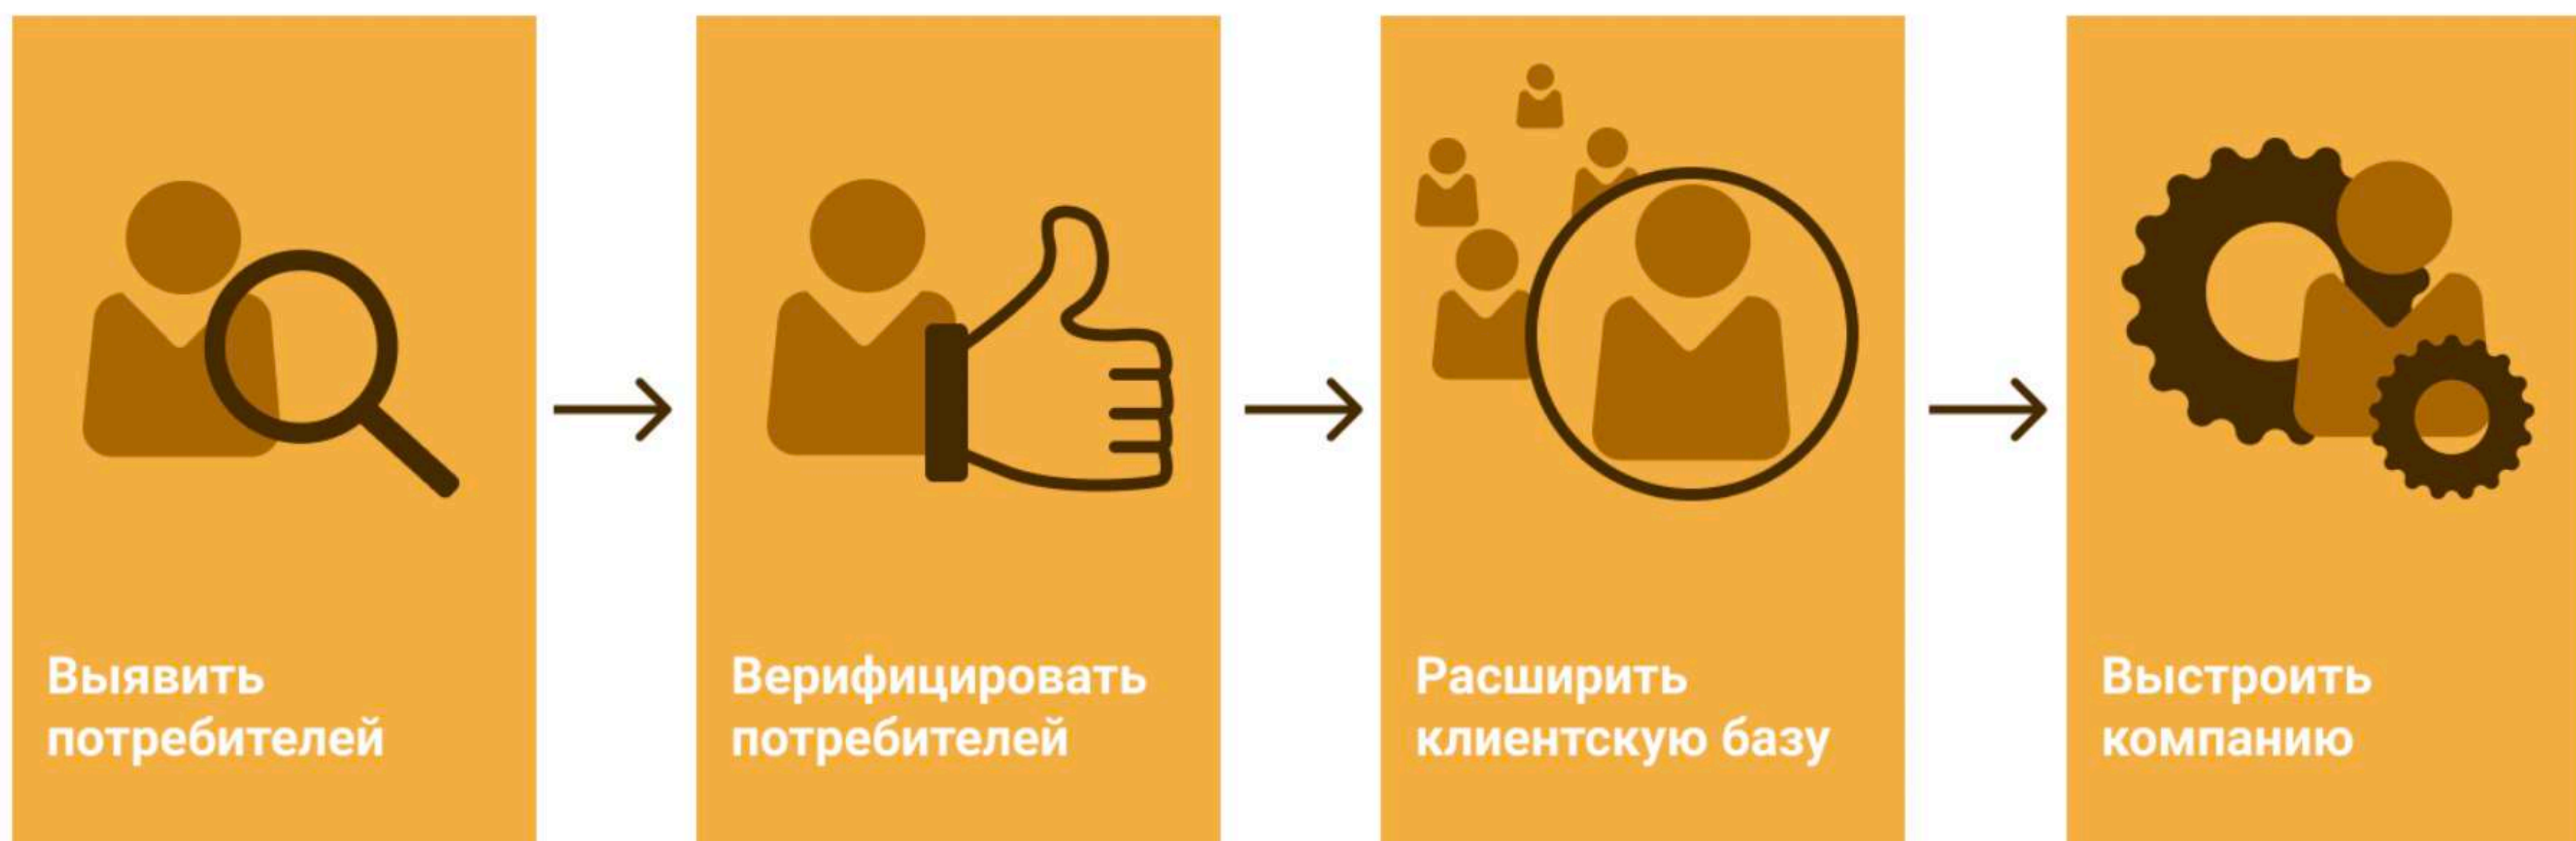 Выявить
потребителей
Верифицировать
потребителей
Расширить
клиентскую базу
Выстроить
компанию